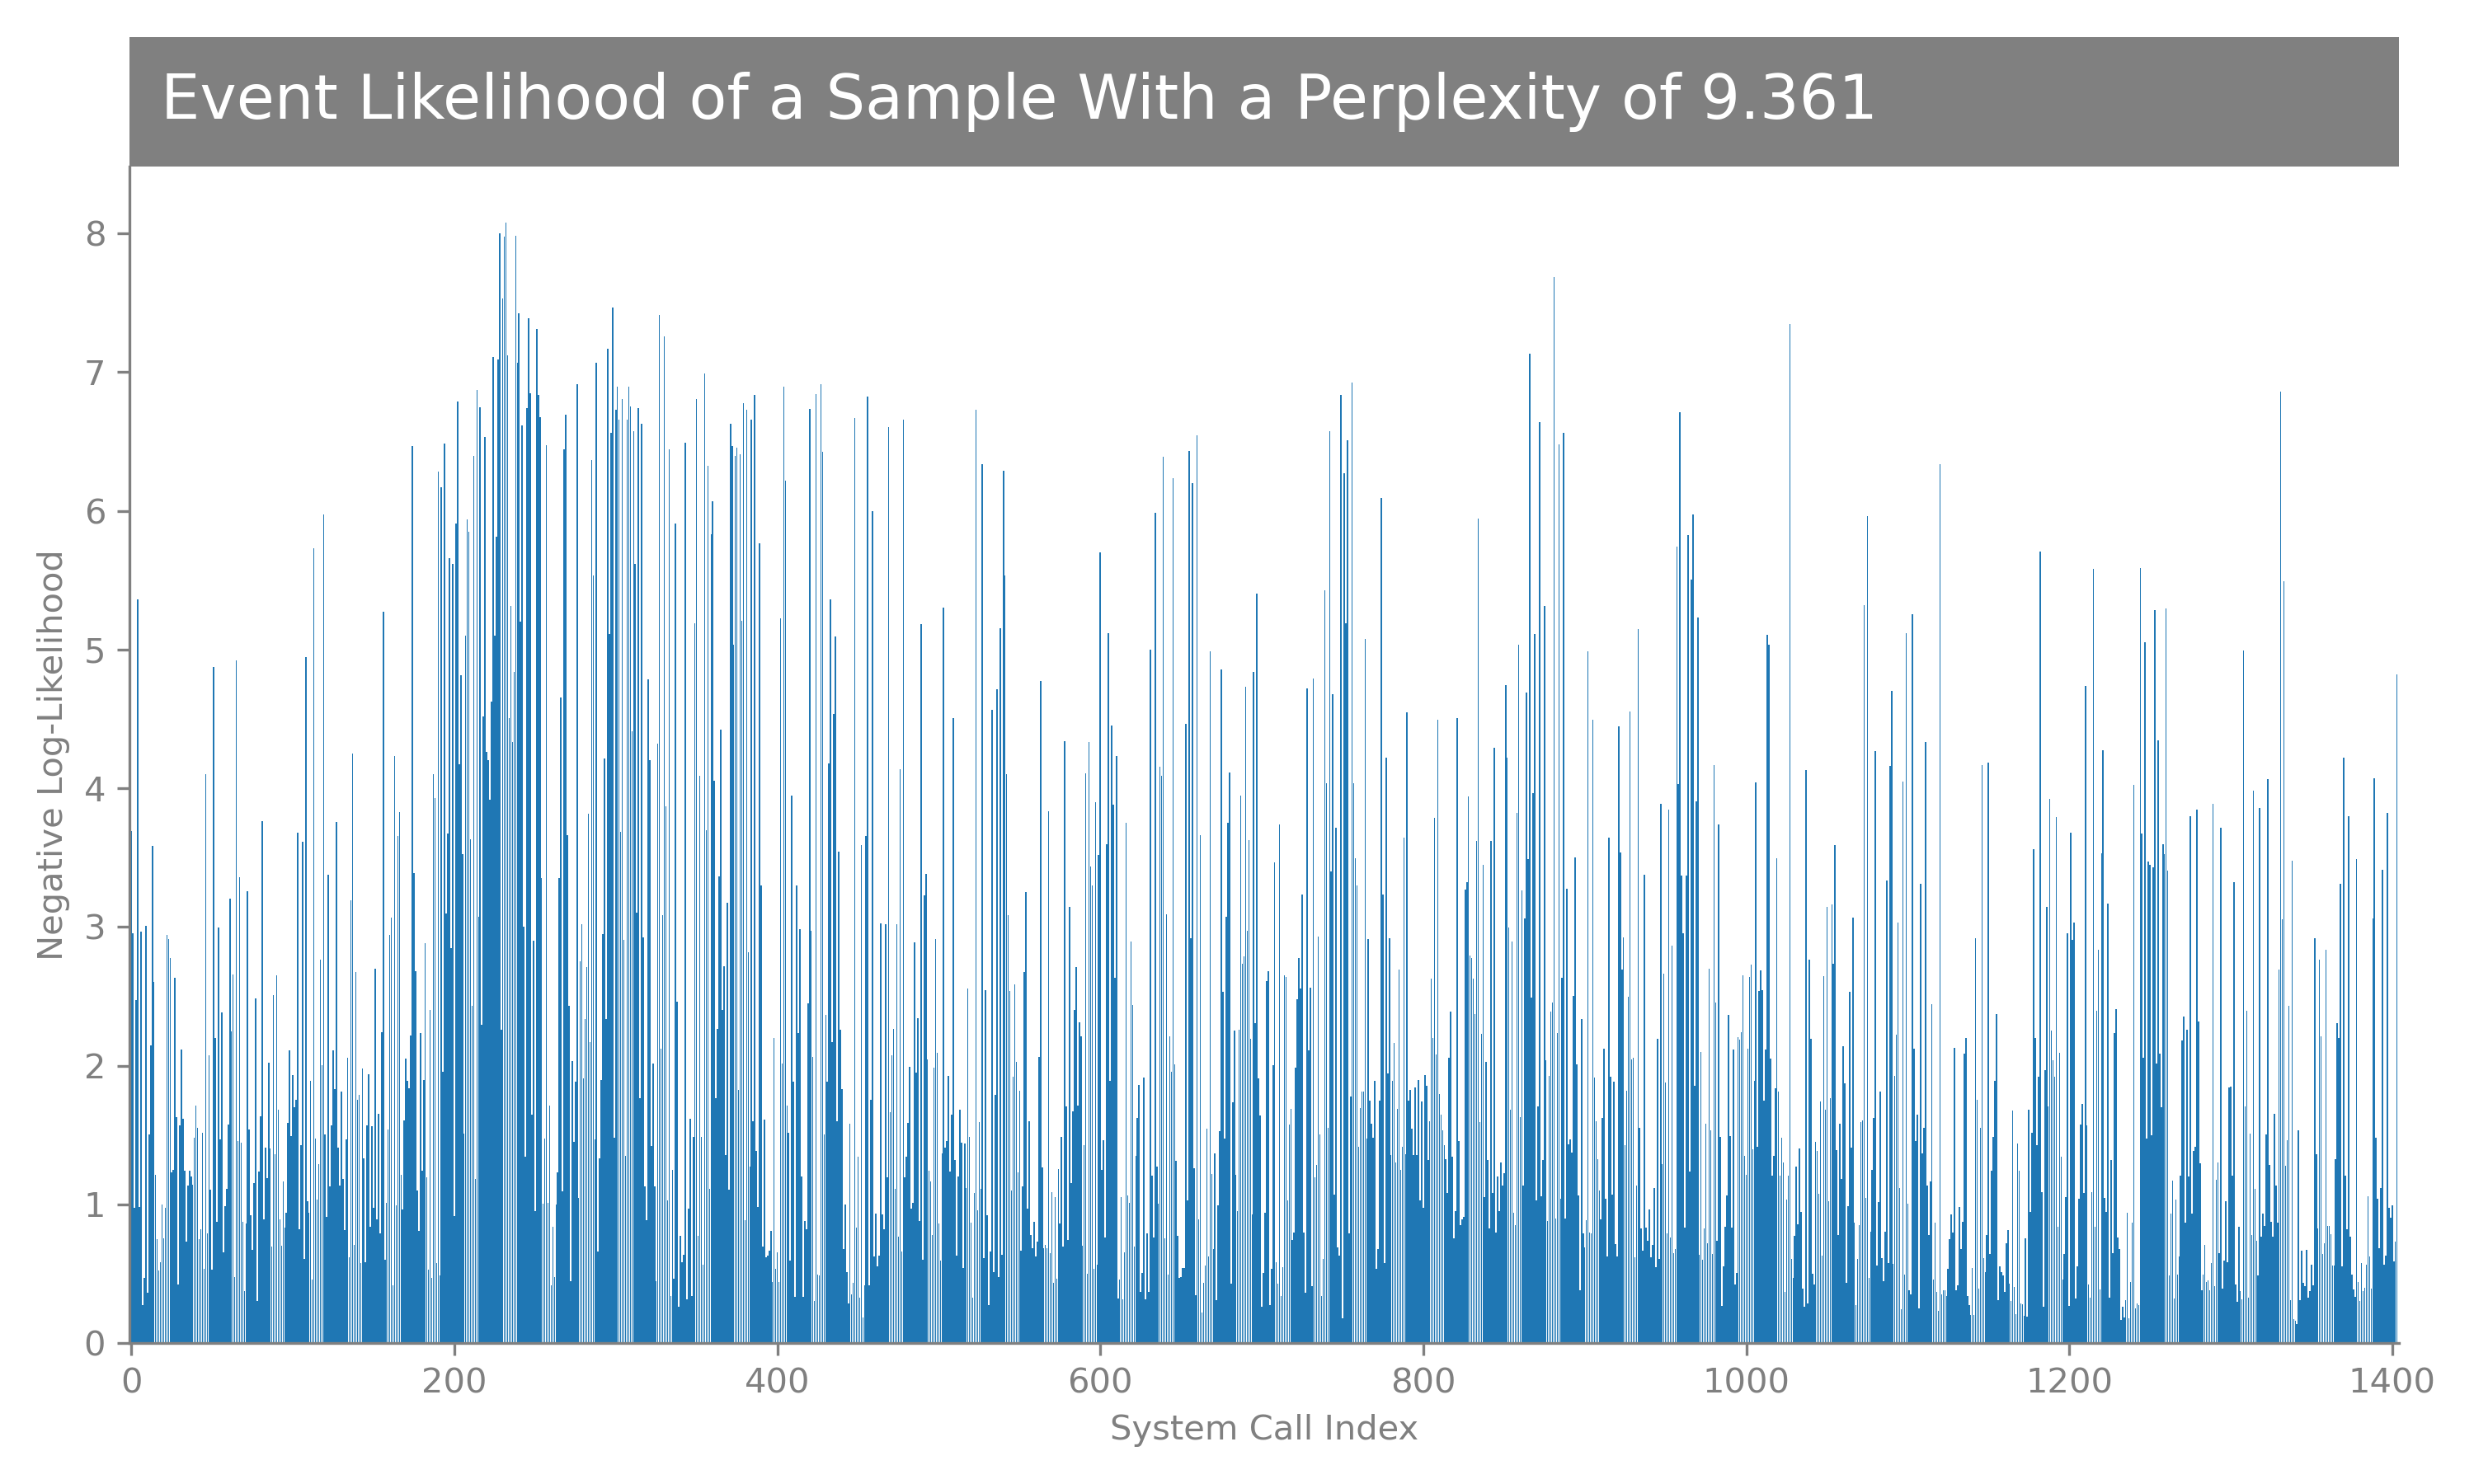 Event Likelihood of a Sample With a Perplexity of 9.361
8
7
6
5
4
3
2
1
0
Negative Log-Likelihood
0 200 400 600 800 1000 1200 1400
System Call Index